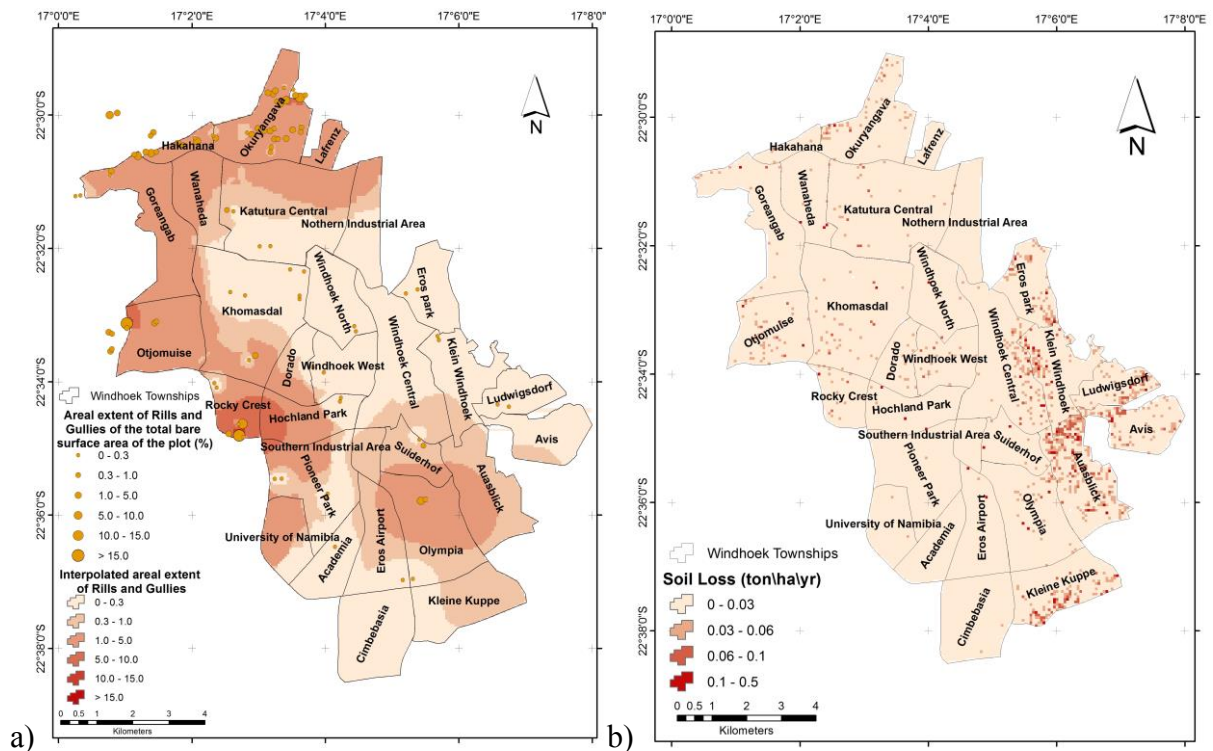 17°0'0"E
17°2'0"E
17°4'0"E
17°6'0"E
17°8'0"E
22°30'0"S
22°32'0"S
22°34'0"S
22°36'0"S
22°38'0"S
N
Okuryangava
Hakahana
Lafrenz
Goreangab
Wanaheda
Katutura Central
Nothern Industrial Area
Windhoek North
Eros park
Khomasdal
Windhoek Central
Klein Windhoek
Otjomuise
Dorado
Windhoek West
Ludwigsdorf
Rocky Crest
Hochland Park
Avis
Southern Industrial Area
Suiderhof
Pioneer Park
Auasblick
University of Namibia
Academia
Eros Airport
Olympia
Kleine Kuppe
Cimbebasia
Windhoek Townships
Areal extent of Rills and
Gullies of the total bare
surface area of the plot (%)
0 - 0.3
0.3 - 1.0
1.0 - 5.0
5.0 - 10.0
10.0 - 15.0
> 15.0
Interpolated areal extent
of Rills and Gullies
0 - 0.3
0.3 - 1.0
1.0 - 5.0
5.0 - 10.0
10.0 - 15.0
> 15.0
0 0.5 1 2 3 4
Kilometers
a)
17°0'0"E
17°2'0"E
17°4'0"E
17°6'0"E
17°8'0"E
22°30'0"S
22°32'0"S
22°34'0"S
22°36'0"S
22°38'0"S
N
Okuryangava
Hakahana
Lafrenz
Goreangab
Wanaheda
Katutura Central
Nothern Industrial Area
Windhoek North
Eros park
Khomasdal
Windhoek Central
Klein Windhoek
Otjomuise
Dorado
Windhoek West
Ludwigsdorf
Rocky Crest
Hochland Park
Avis
Southern Industrial Area
Suiderhof
Pioneer Park
Auasblick
University of Namibia
Academia
Eros Airport
Olympia
Kleine Kuppe
Cimbebasia
Windhoek Townships
Soil Loss (ton\ha\yr)
0 - 0.03
0.03 - 0.06
0.06 - 0.1
0.1 - 0.5
0 0.5 1 2 3 4
Kilometers
b)